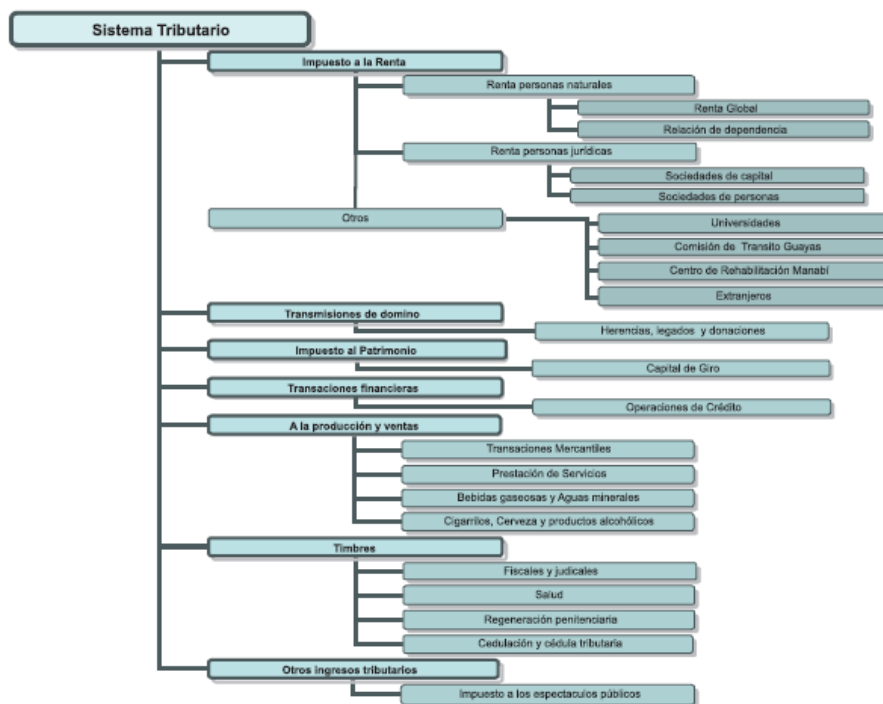 Sistema Tributario
Impuesto a la Renta
Renta personas naturales
Renta Global
Relación de dependencia
Renta personas jurídicas
Sociedades de capital
Sociedades de personas
Otros
Universidades
Comisión de Transito Guayas
Centro de Rehabilitación Manabí
Extranjeros
Transmisiones de domino
Herencias, legados y donaciones
Impuesto al Patrimonio
Capital de Giro
Transaciones financieras
Operaciones de Crédito
A la producción y ventas
Transaciones Mercantiles
Prestación de Servicios
Bebidas gaseosas y Aguas minerales
Cigarrilos, Cerveza y productos alcohólicos
Timbres
Fiscales y judicales
Salud
Regeneración penitenciaria
Cedulación y cédula tributaria
Otros ingresos tributarios
Impuesto a los espectaculos públicos